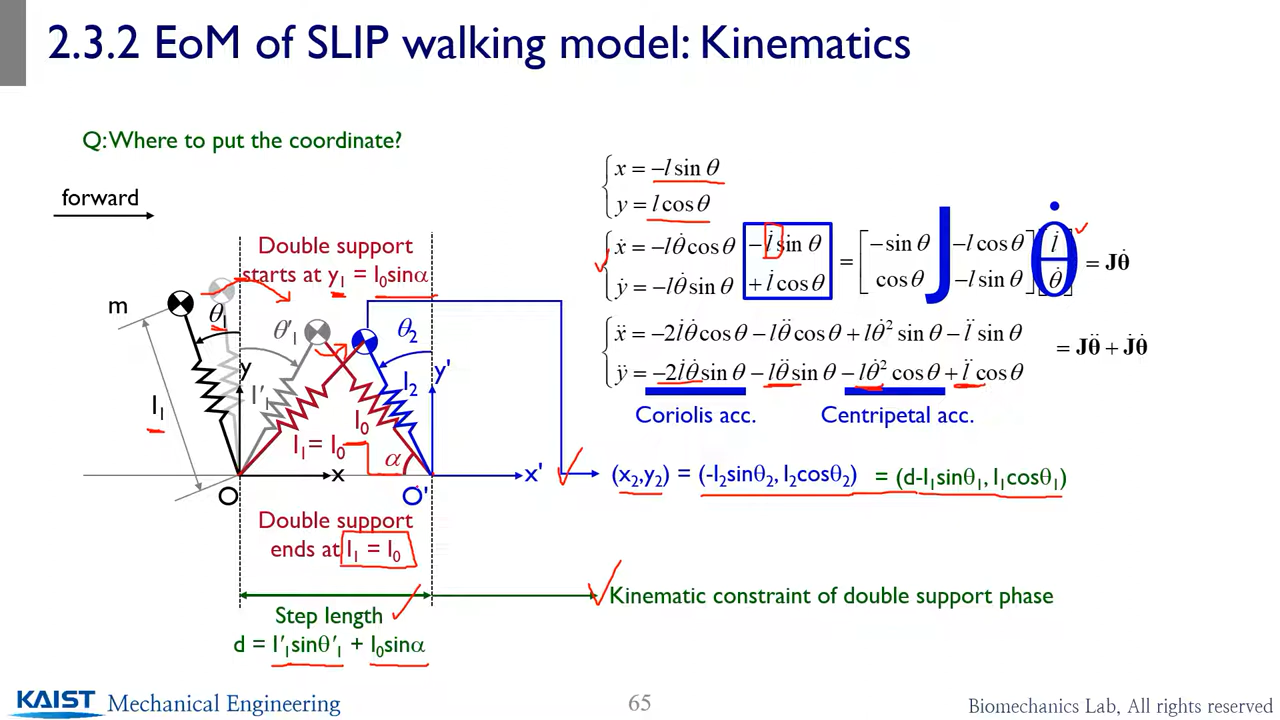 2.3.2 EoM of SLIP walking model: Kinematics
Q: Where to put the coordinate?
forward
Double support
starts at y₁ = l₀sinα
m
θ₁
θ'₁
θ₂
y
y'
l₁
l'₁
l₂
l₀
l₁= l₀
α
x
x'
O
O'
Double support
ends at l₁ = l₀
Step length
d = l'₁sinθ'₁ + l₀sinα
x = −l sin θ
y = l cos θ
ẋ = −lθ̇ cos θ −l̇ sin θ = [−sin θ −l cos θ] [l̇] = Jθ̇
ẏ = −lθ̇ sin θ +l̇ cos θ [cos θ −l sin θ] [θ̇]
J θ̇
ẍ = −2l̇θ̇ cos θ − lθ̈ cos θ + lθ̇² sin θ − l̈ sin θ
ÿ = −2l̇θ̇ sin θ − lθ̈ sin θ − lθ̇² cos θ + l̈ cos θ
= Jθ̈ + J̇θ̇
Coriolis acc.
Centripetal acc.
(x₂,y₂) = (-l₂sinθ₂, l₂cosθ₂) = (d-l₁sinθ₁, l₁cosθ₁)
Kinematic constraint of double support phase
KAIST Mechanical Engineering
65
Biomechanics Lab, All rights reserved